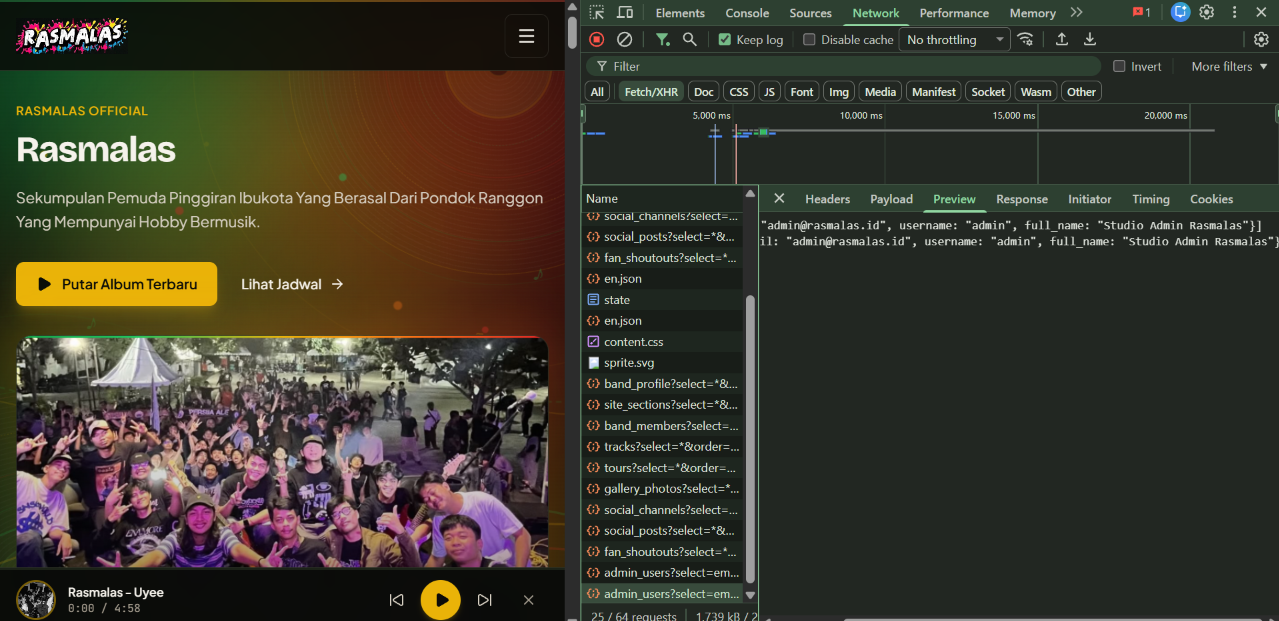 RASMALAS
RASMALAS OFFICIAL
Rasmalas
Sekumpulan Pemuda Pinggiran Ibukota Yang Berasal Dari Pondok Ranggon
Yang Mempunyai Hobby Bermusik.
Putar Album Terbaru
Lihat Jadwal →
Rasmalas - Uyee
0:00 / 4:58
Elements Console Sources Network Performance Memory 1
Keep log Disable cache No throttling
Filter Invert More filters
All Fetch/XHR Doc CSS JS Font Img Media Manifest Socket Wasm Other
5.000 ms 10.000 ms 15.000 ms 20.000 ms
Name
social_channels?select=...
social_posts?select=*&...
fan_shoutouts?select=*...
en.json
state
en.json
content.css
sprite.svg
band_profile?select=*&...
site_sections?select=*&...
band_members?select=...
tracks?select=*&order=...
tours?select=*&order=...
gallery_photos?select=*...
social_channels?select=...
social_posts?select=*&...
fan_shoutouts?select=*...
admin_users?select=em...
admin_users?select=em...
25 / 64 requests 1.739 kB / 2
Headers Payload Preview Response Initiator Timing Cookies
"admin@rasmalas.id", username: "admin", full_name: "Studio Admin Rasmalas"}]
il: "admin@rasmalas.id", username: "admin", full_name: "Studio Admin Rasmalas"}